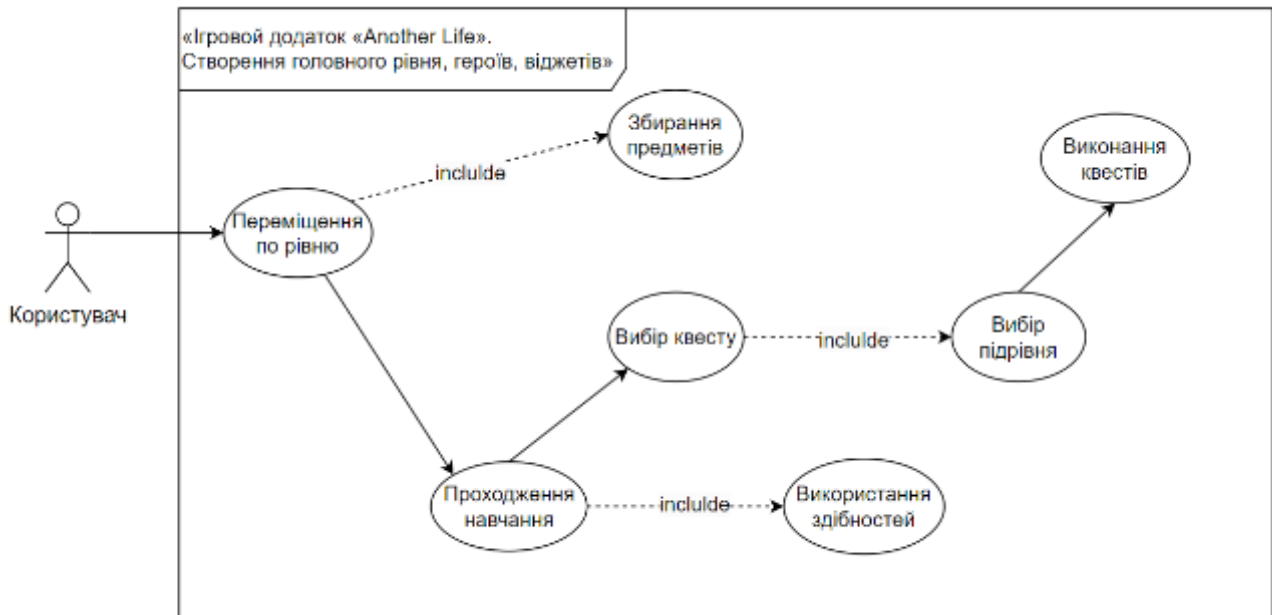 «Ігровой додаток «Another Life».
Створення головного рівня, героїв, віджетів»
Збирання
предметів
Виконання
квестів
inclulde
Переміщення
по рівню
Користувач
Вибір квесту
inclulde
Вибір
підрівня
Проходження
навчання
inclulde
Використання
здібностей